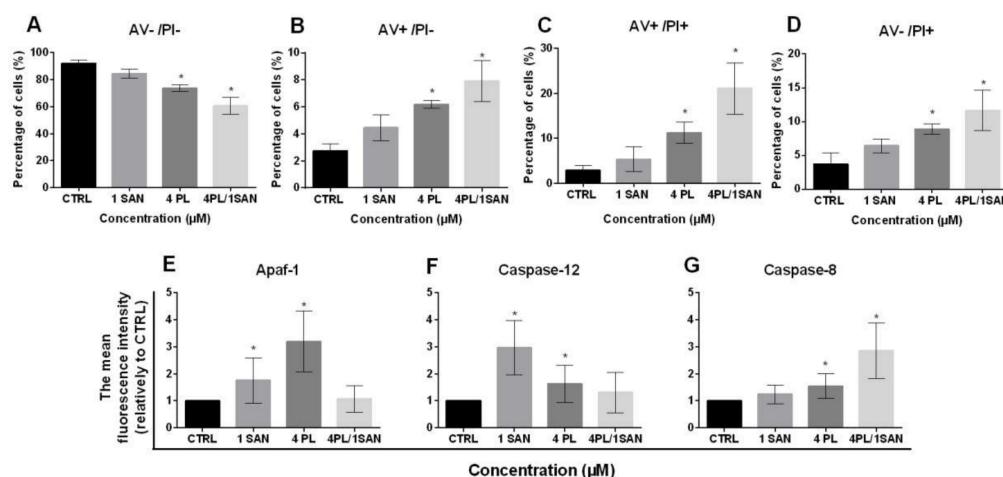 A
AV- /PI-
Percentage of cells (%)
100
80
60
40
20
0
*
*
CTRL 1 SAN 4 PL 4PL/1SAN
Concentration (µM)
B
AV+ /PI-
Percentage of cells (%)
10
8
6
4
2
0
*
*
CTRL 1 SAN 4 PL 4PL/1SAN
Concentration (µM)
C
AV+ /PI+
Percentage of cells (%)
30
20
10
0
*
*
CTRL 1 SAN 4 PL 4PL/1SAN
Concentration (µM)
D
AV- /PI+
Percentage of cells (%)
20
15
10
5
0
*
*
CTRL 1 SAN 4 PL 4PL/1SAN
Concentration (µM)
The mean
fluorescence intensity
(relatively to CTRL)
E
Apaf-1
5
4
3
2
1
0
*
*
CTRL 1 SAN 4 PL 4PL/1SAN
F
Caspase-12
5
4
3
2
1
0
*
*
CTRL 1 SAN 4 PL 4PL/1SAN
G
Caspase-8
5
4
3
2
1
0
*
*
CTRL 1 SAN 4 PL 4PL/1SAN
Concentration (µM)